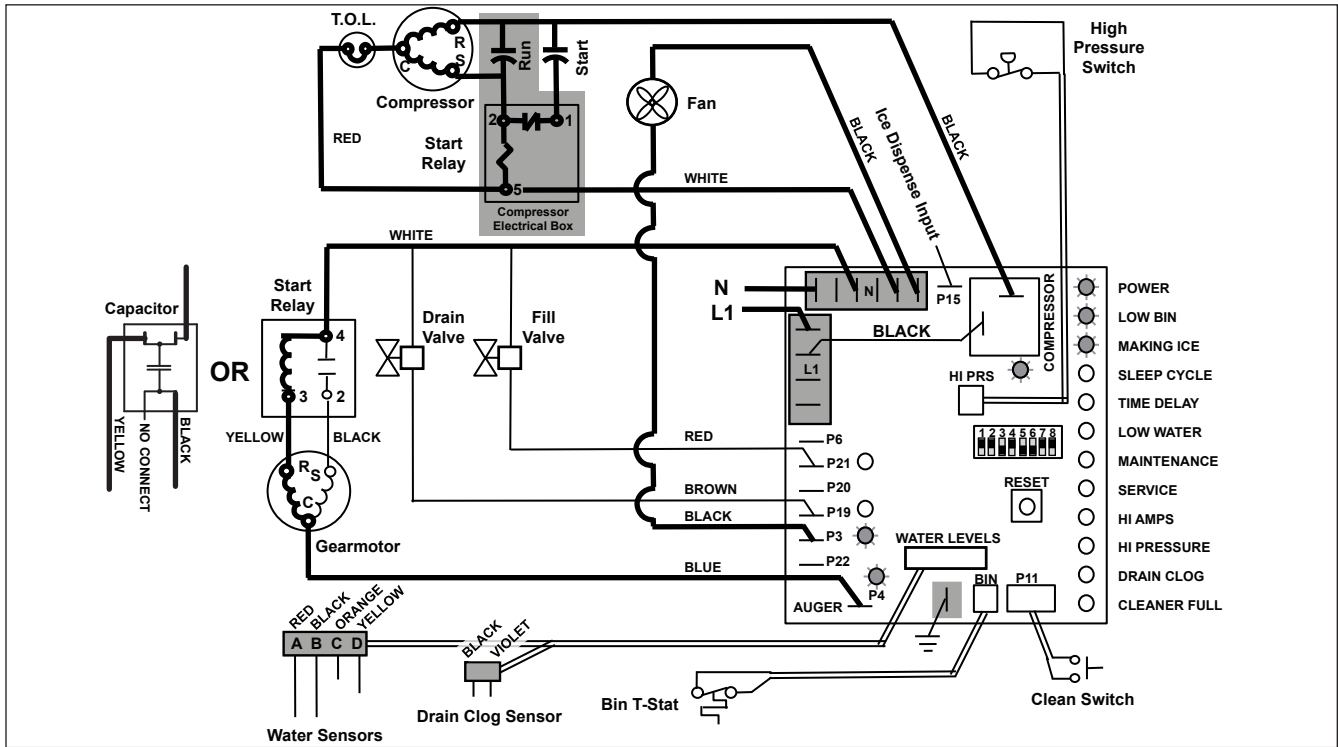 T.O.L.
R
S
C
Compressor
RED
Run
Start
2
1
Start
Relay
5
Compressor
Electrical Box
Fan
BLACK
Ice Dispense Input
BLACK
High
Pressure
Switch
WHITE
WHITE
Capacitor
YELLOW
NO CONNECT
BLACK
OR
Start
Relay
4
3
2
YELLOW
BLACK
R
S
C
Gearmotor
Drain
Valve
Fill
Valve
N
L1
N
P15
BLACK
L1
COMPRESSOR
HI PRS
POWER
LOW BIN
MAKING ICE
SLEEP CYCLE
TIME DELAY
LOW WATER
MAINTENANCE
SERVICE
HI AMPS
HI PRESSURE
DRAIN CLOG
CLEANER FULL
1 2 3 4 5 6 7 8
RESET
RED
P6
P21
P20
BROWN
P19
BLACK
P3
P22
BLUE
P4
AUGER
WATER LEVELS
BIN
P11
RED
BLACK
ORANGE
YELLOW
A B C D
Water Sensors
BLACK
VIOLET
Drain Clog Sensor
Bin T-Stat
Clean Switch